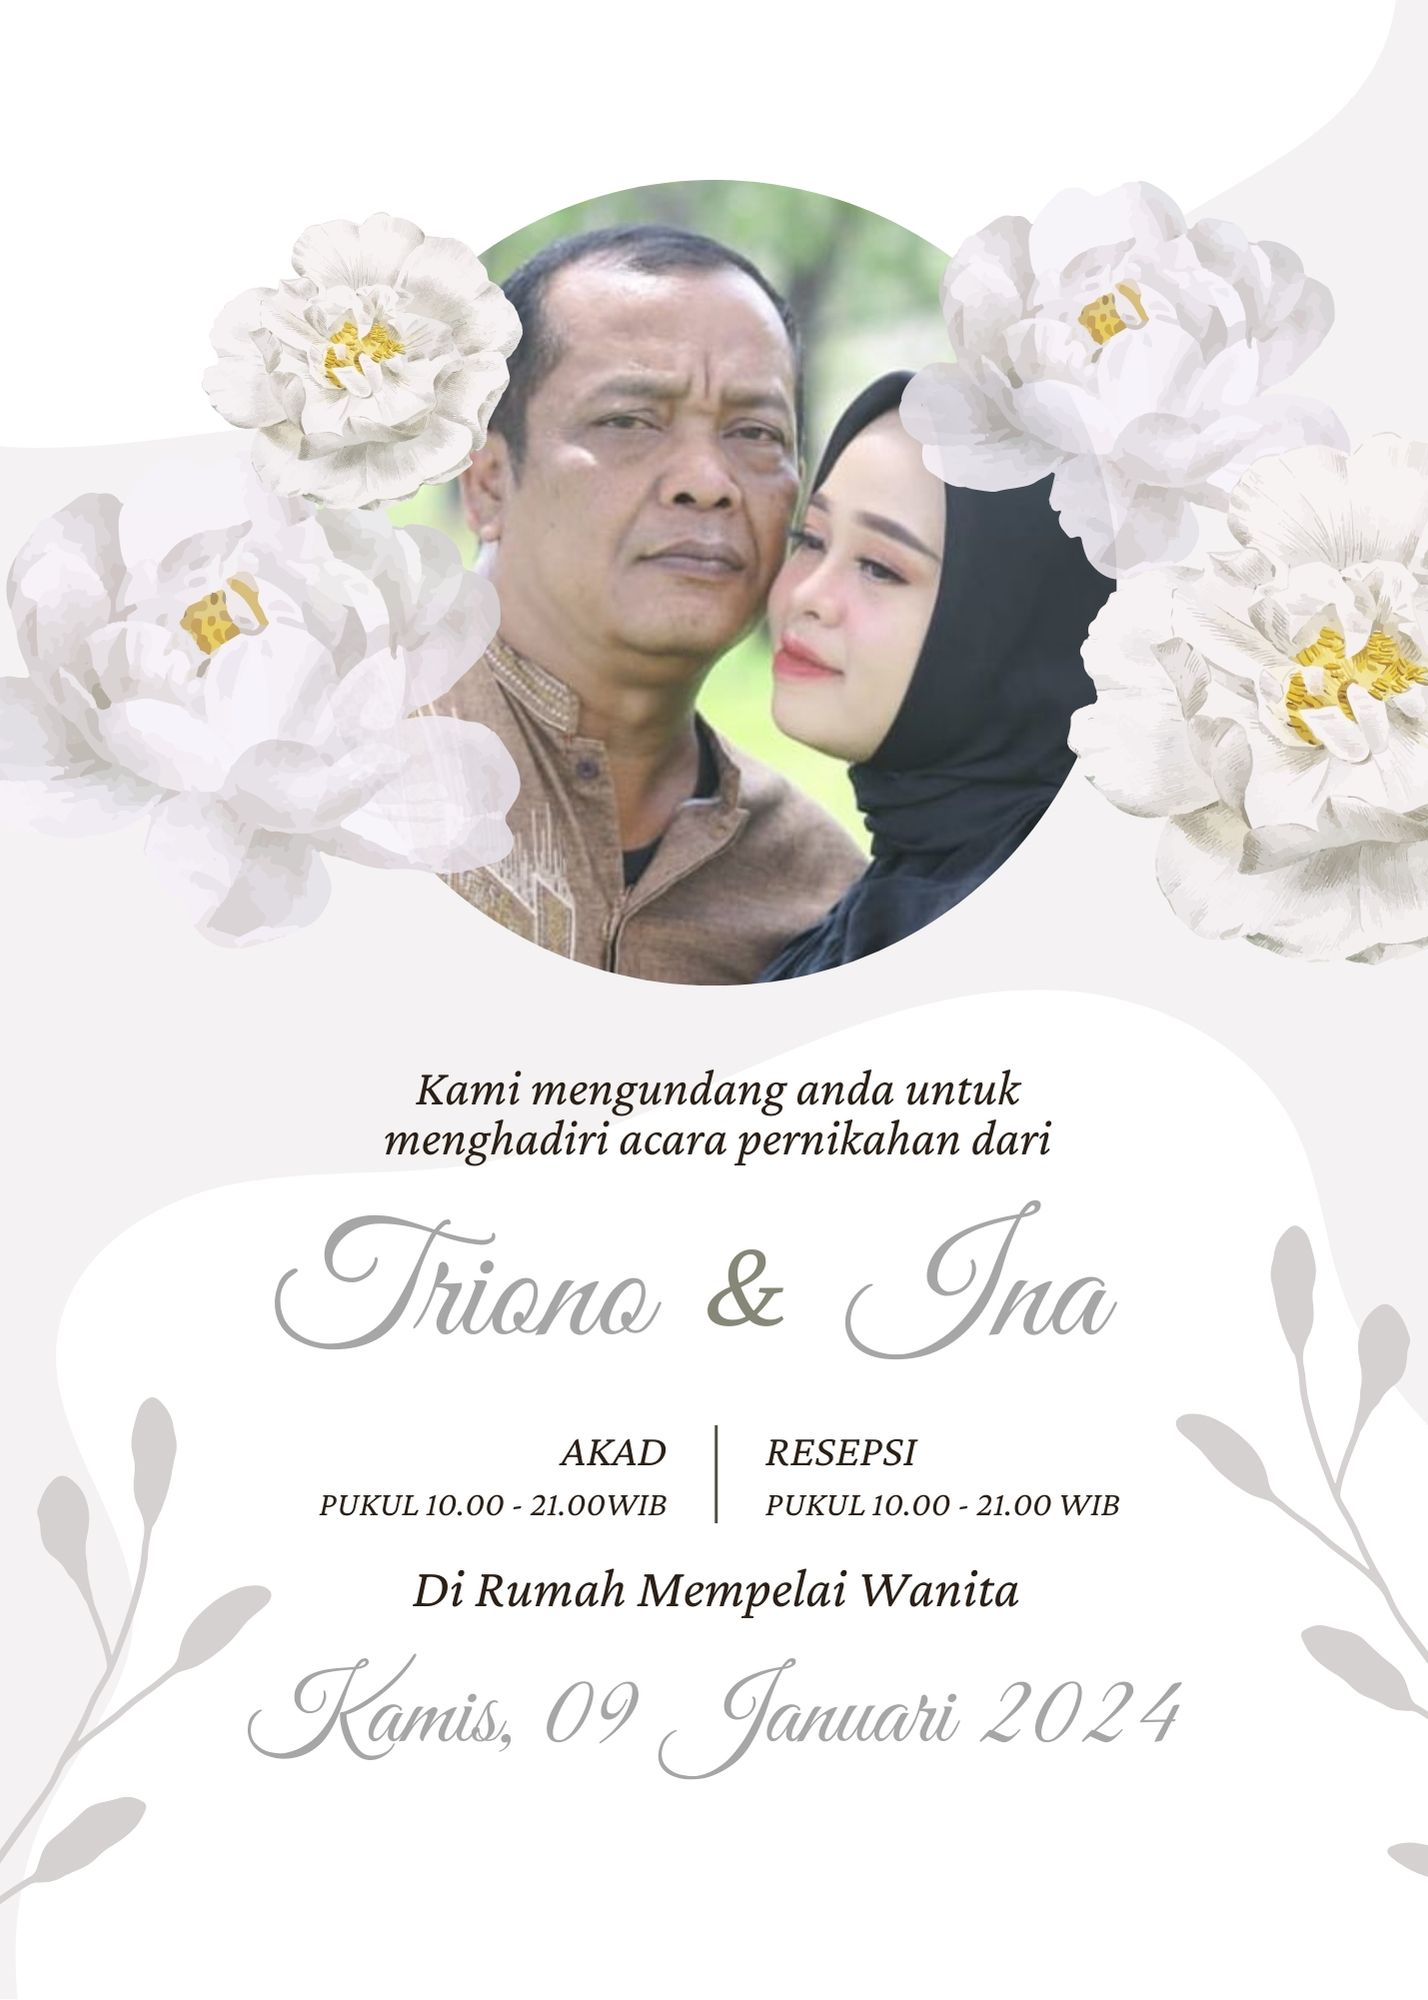 Kami mengundang anda untuk
menghadiri acara pernikahan dari
Triono & Ina
AKAD
PUKUL 10.00 - 21.00WIB
RESEPSI
PUKUL 10.00 - 21.00 WIB
Di Rumah Mempelai Wanita
Kamis, 09 Januari 2024